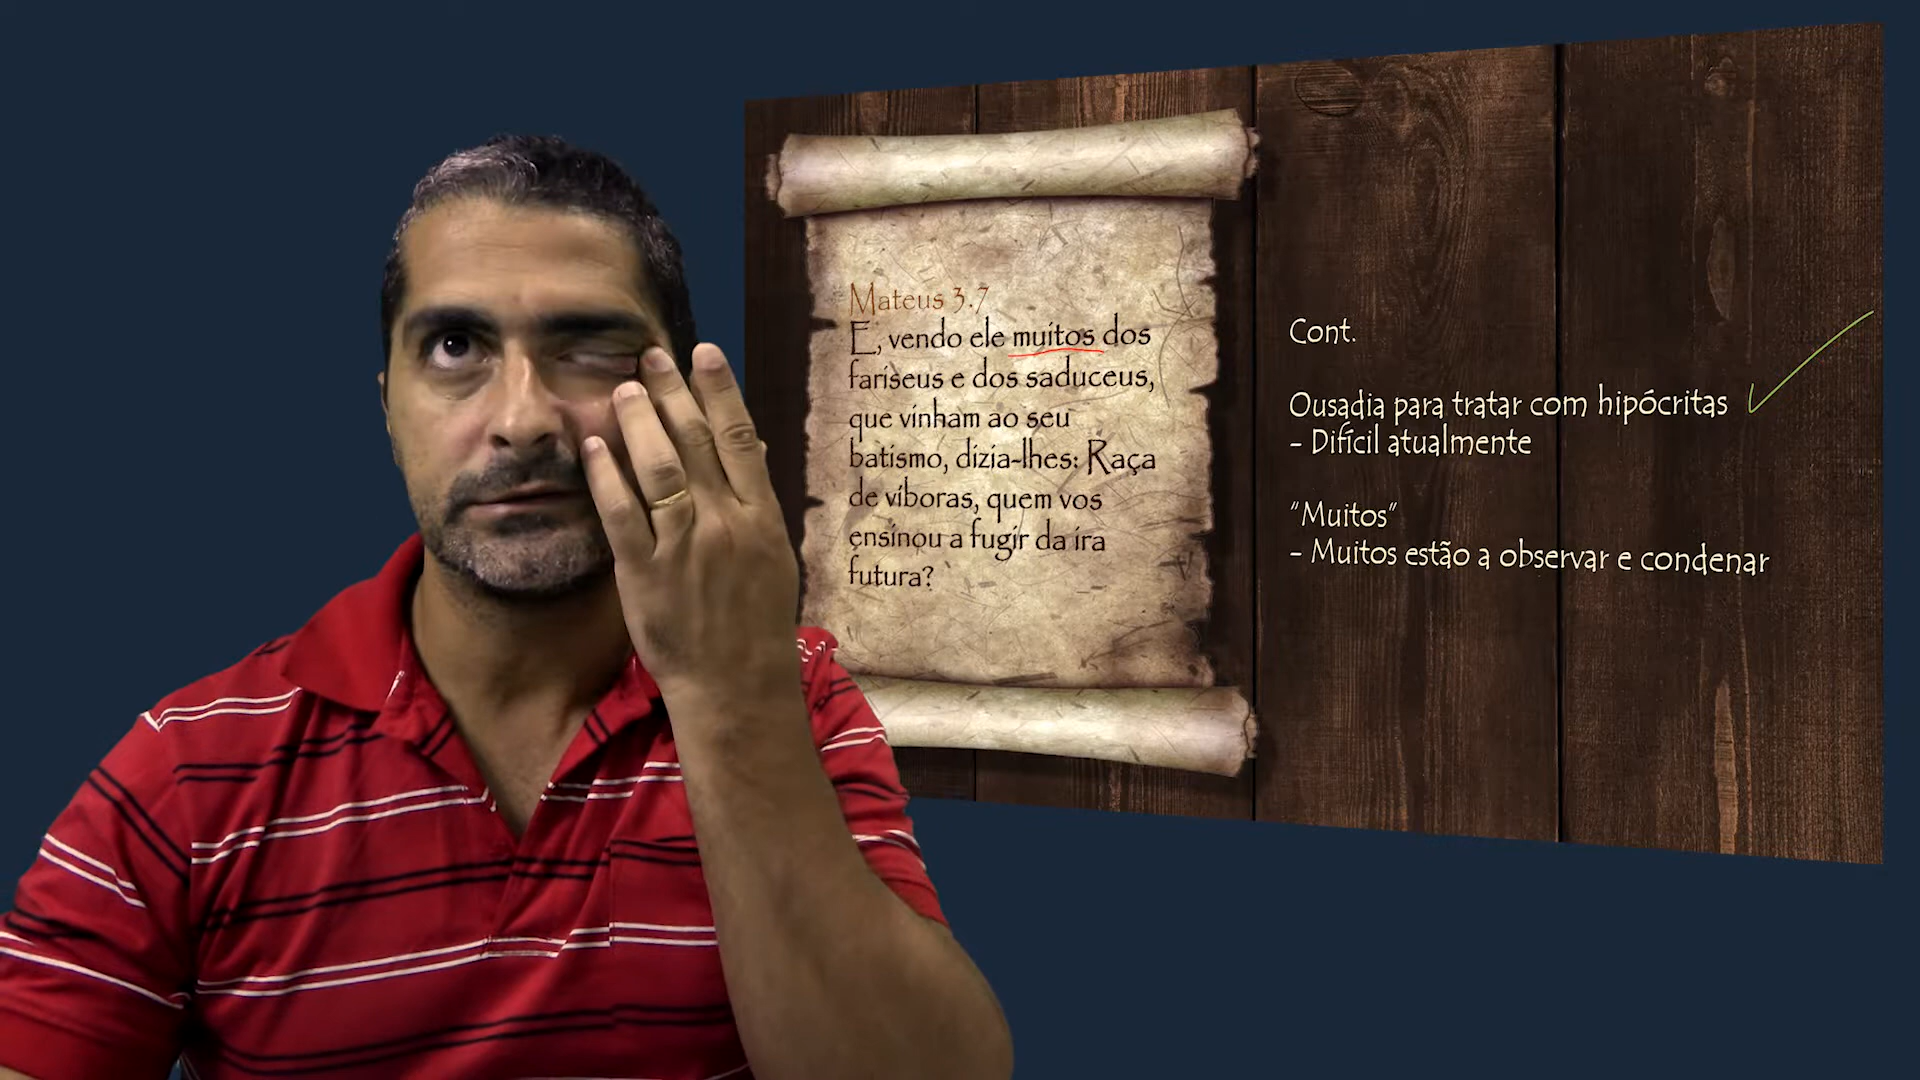 Mateus 3.7
E, vendo ele muitos dos
fariseus e dos saduceus,
que vinham ao seu
batismo, dizia-lhes: Raça
de víboras, quem vos
ensinou a fugir da ira
futura?
Cont.
Ousadia para tratar com hipócritas
- Difícil atualmente
“Muitos”
- Muitos estão a observar e condenar